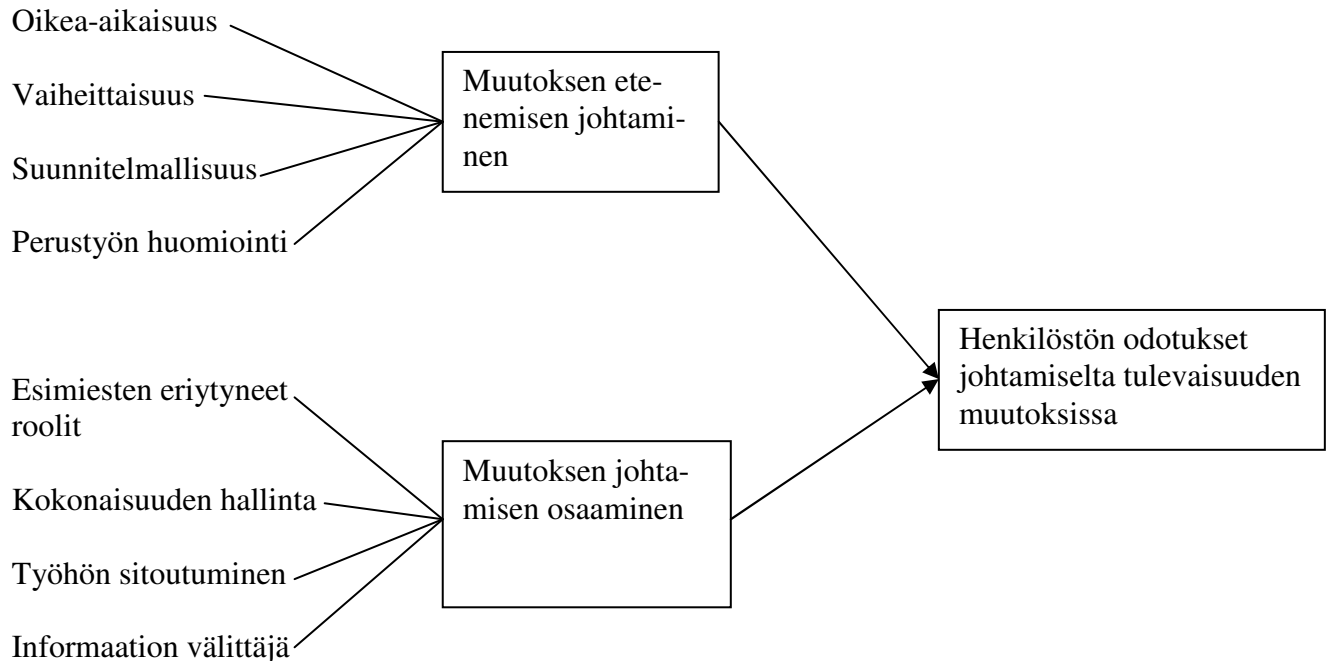 Oikea-aikaisuus
Vaiheittaisuus
Suunnitelmallisuus
Perustyön huomiointi
Muutoksen ete-
nemisen johtami-
nen
Esimiesten eriytyneet
roolit
Kokonaisuuden hallinta
Työhön sitoutuminen
Informaation välittäjä
Muutoksen johta-
misen osaaminen
Henkilöstön odotukset
johtamiselta tulevaisuuden
muutoksissa